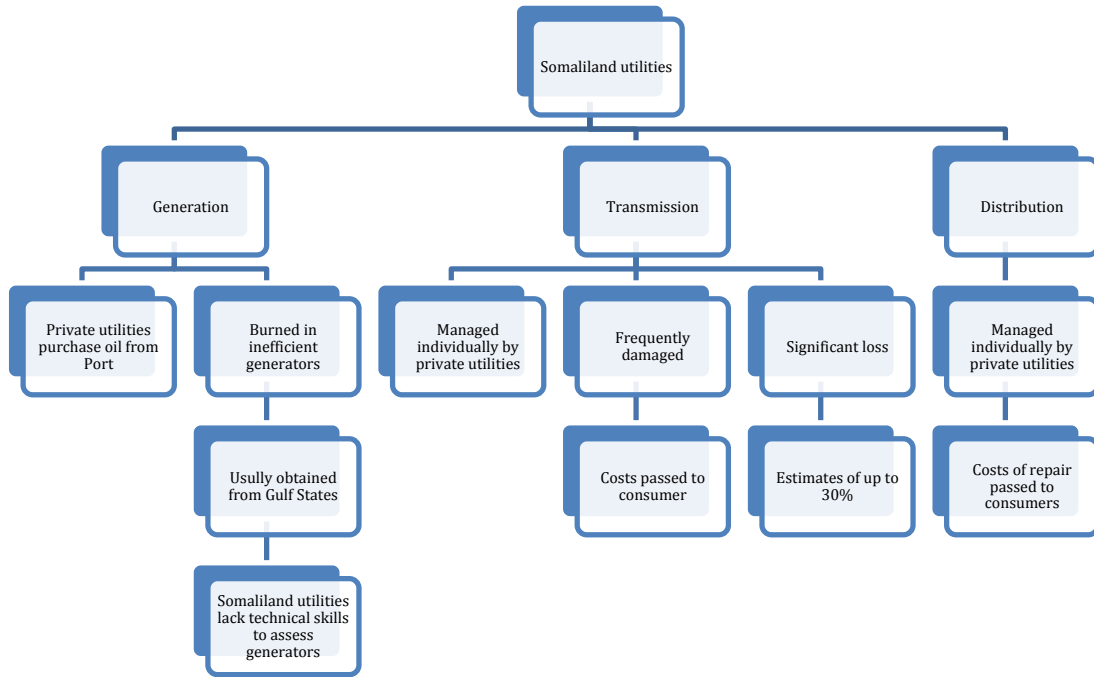 Somaliland utilities
Generation
Transmission
Distribution
Private utilities
purchase oil from
Port
Burned in
inefficient
generators
Managed
individually by
private utilities
Frequently
damaged
Significant loss
Managed
individually by
private utilities
Usully obtained
from Gulf States
Costs passed to
consumer
Estimates of up to
30%
Costs of repair
passed to
consumers
Somaliland utilities
lack technical skills
to assess
generators